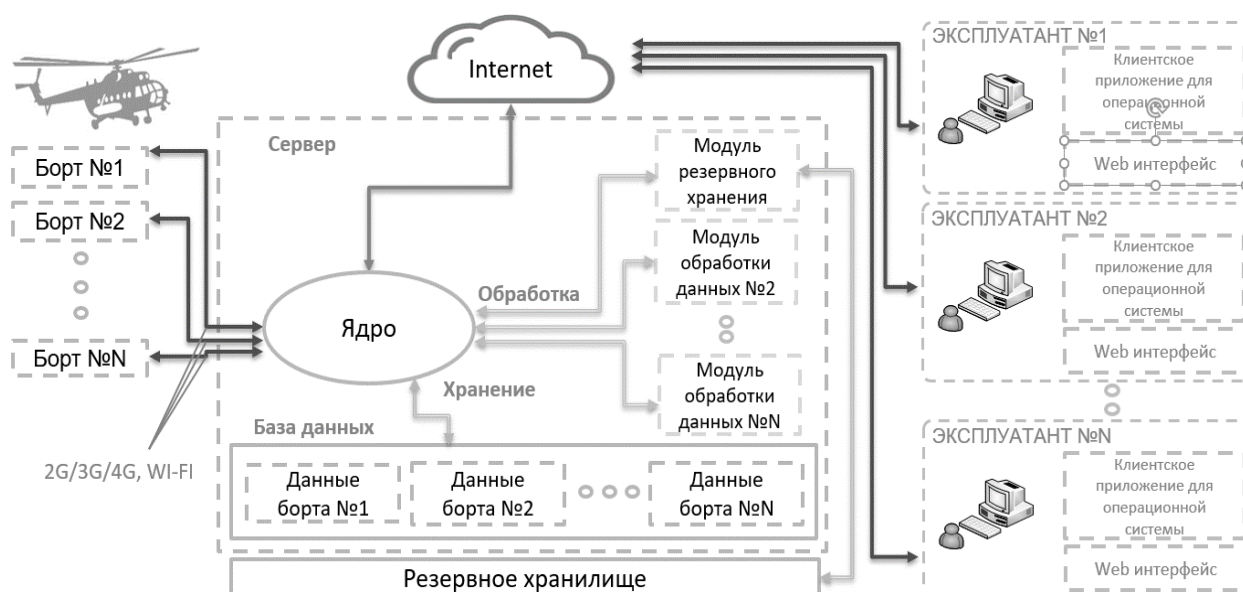 Internet
Сервер
Борт №1
Борт №2
Борт №N
2G/3G/4G, WI-FI
Ядро
Обработка
Хранение
Модуль
резервного
хранения
Модуль
обработки
данных №2
Модуль
обработки
данных №N
База данных
Данные
борта №1
Данные
борта №2
Данные
борта №N
Резервное хранилище
ЭКСПЛУАТАНТ №1
Клиентское
приложение для
операционной
системы
Web интерфейс
ЭКСПЛУАТАНТ №2
Клиентское
приложение для
операционной
системы
Web интерфейс
ЭКСПЛУАТАНТ №N
Клиентское
приложение для
операционной
системы
Web интерфейс